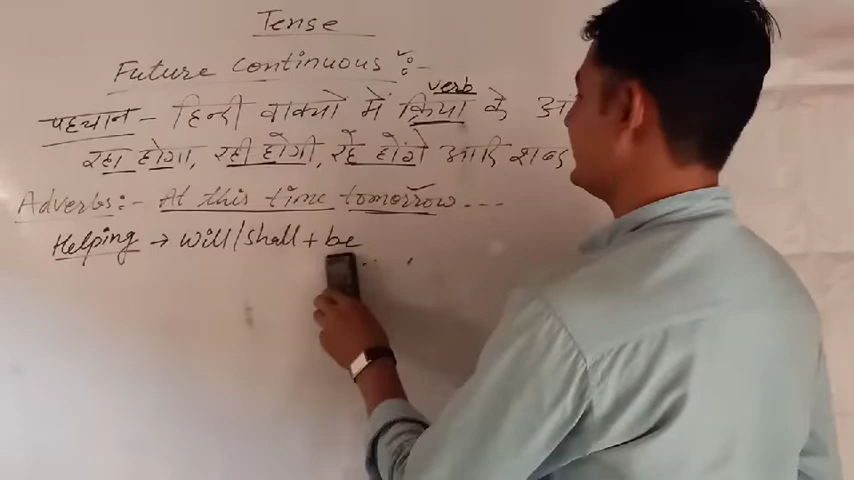 Tense
Future Continuous :-
verb
पहचान - हिन्दी वाक्यों में क्रिया के
रहा होगा, रही होगी, रहे होगें आदि शब्द
Adverbs :- At this time tomorrow ----
Helping → will/shall + be